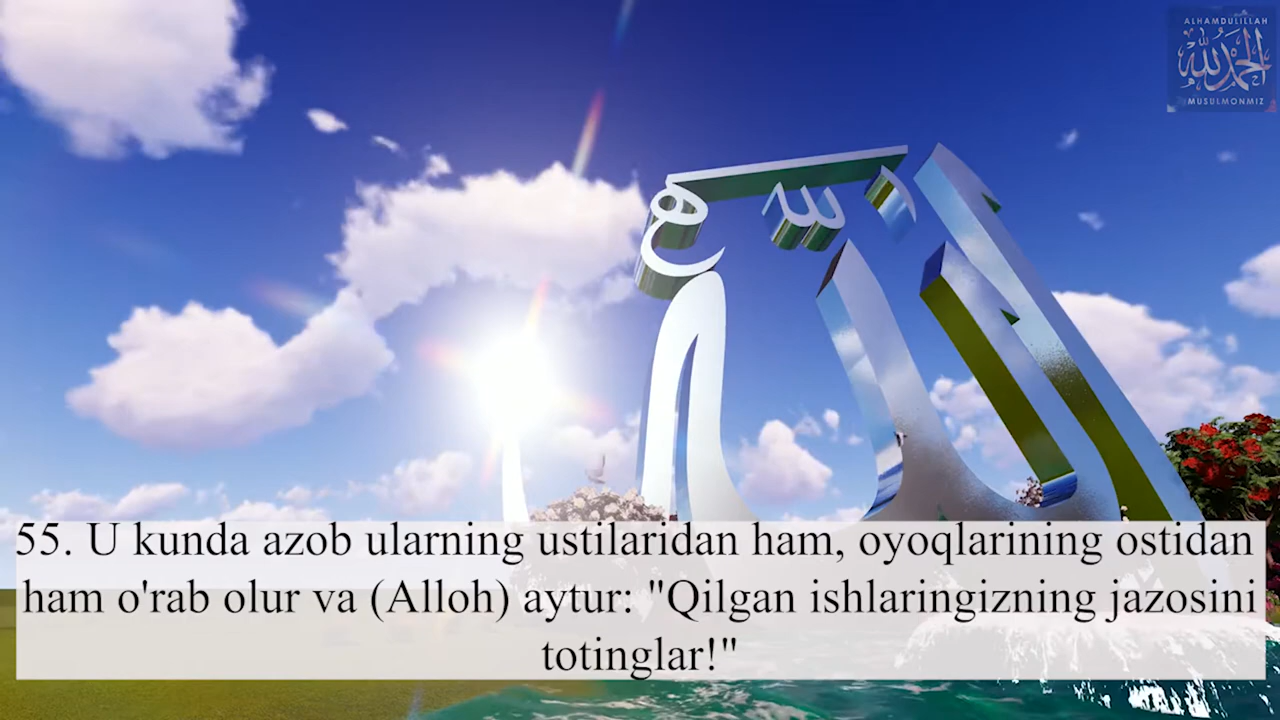 ALHAMDULILLAH
الحمد لله
MUSULMONMIZ
الله
55. U kunda azob ularning ustilaridan ham, oyoqlarining ostidan
ham o'rab olur va (Alloh) aytur: "Qilgan ishlaringizning jazosini
totinglar!"